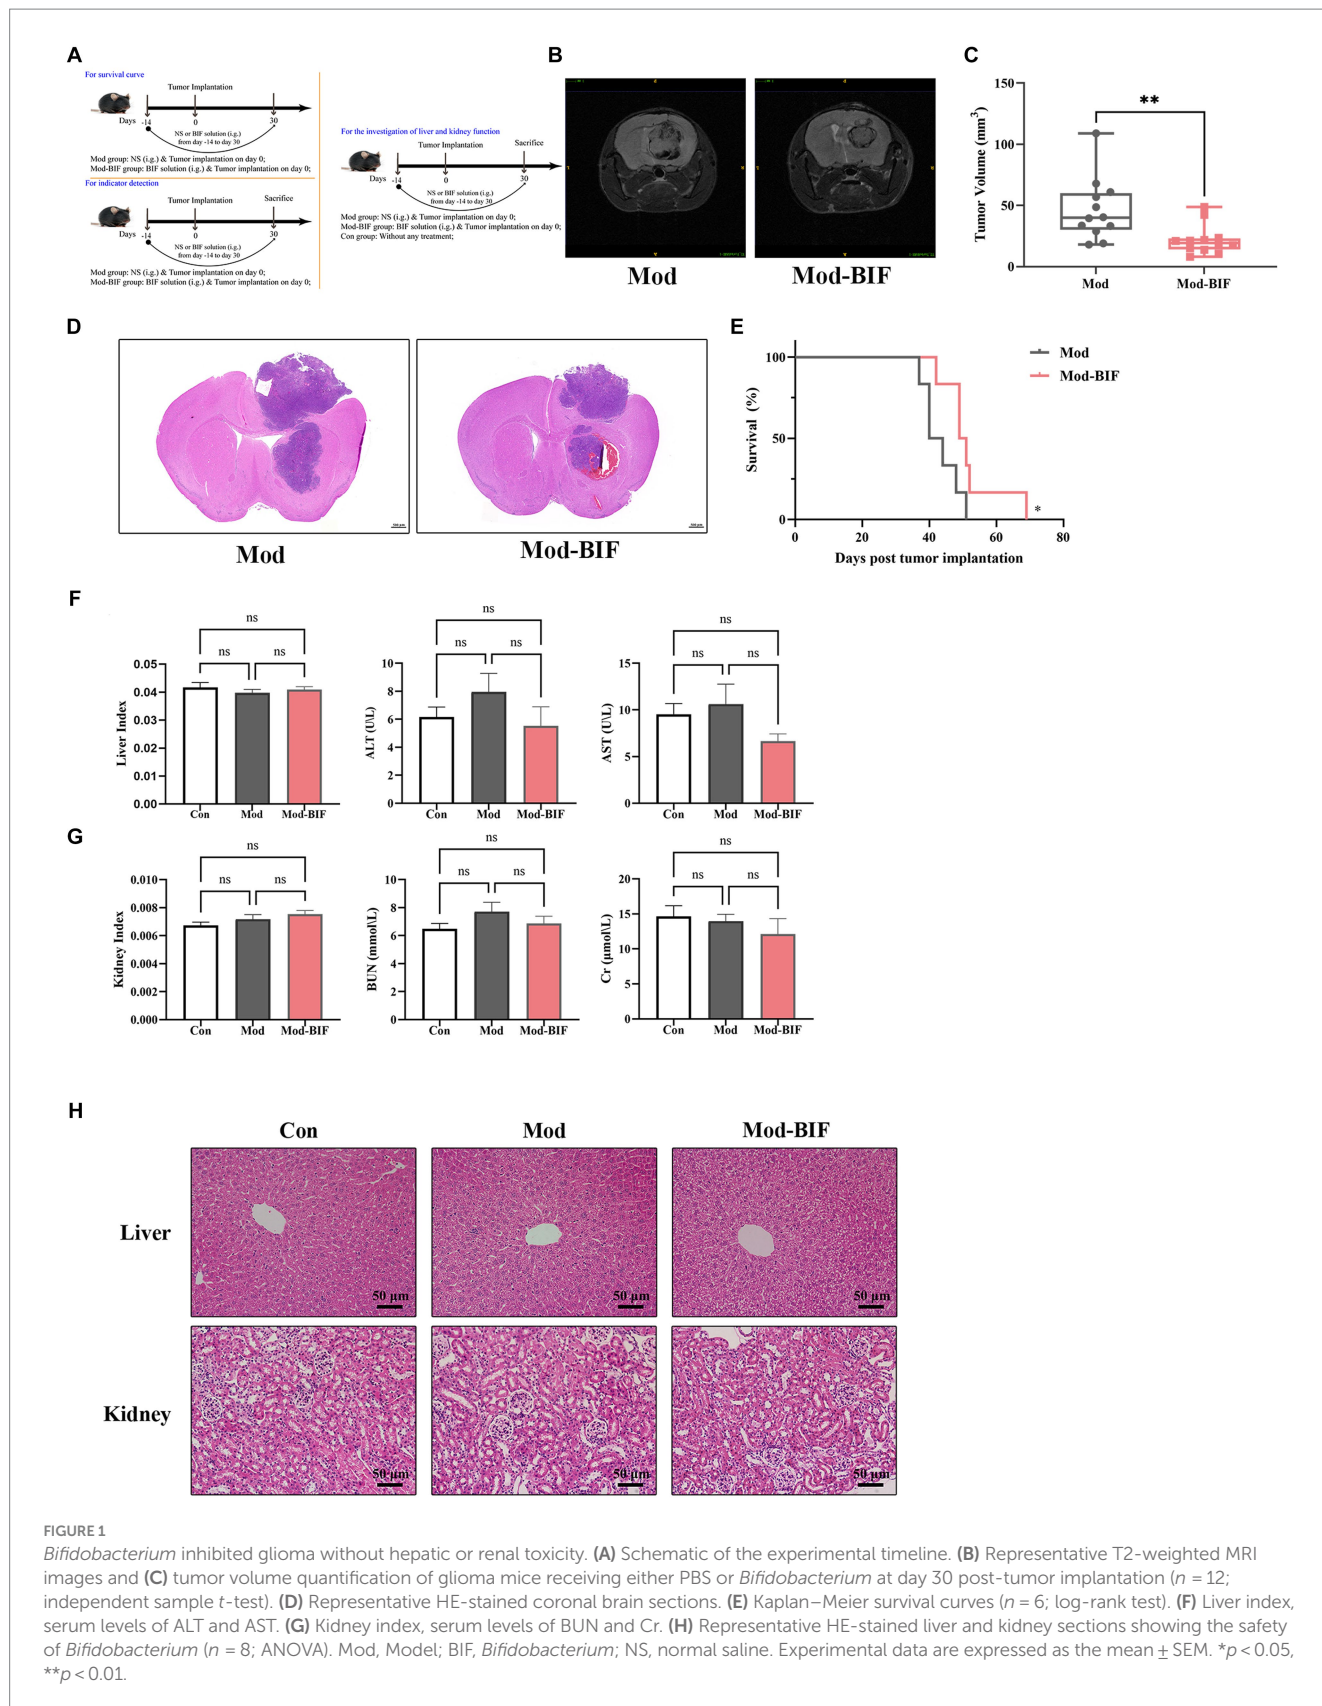 A
For survival curve
Tumor Implantation
Days
-14
0
30
NS or BIF solution (i.g.)
from day -14 to day 30
Mod group: NS (i.g.) & Tumor implantation on day 0;
Mod-BIF group: BIF solution (i.g.) & Tumor implantation on day 0;
For indicator detection
Tumor Implantation
Sacrifice
Days
-14
0
30
NS or BIF solution (i.g.)
from day -14 to day 30
Mod group: NS (i.g.) & Tumor implantation on day 0;
Mod-BIF group: BIF solution (i.g.) & Tumor implantation on day 0;
For the investigation of liver and kidney function
Tumor Implantation
Sacrifice
Days
-14
0
30
NS or BIF solution (i.g.)
from day -14 to day 30
Mod group: NS (i.g.) & Tumor implantation on day 0;
Mod-BIF group: BIF solution (i.g.) & Tumor implantation on day 0;
Con group: Without any treatment;
B
Mod
Mod-BIF
C
Tumor Volume (mm³)
150
100
50
0
**
Mod
Mod-BIF
D
Mod
Mod-BIF
E
Survival (%)
100
50
0
0
20
40
60
80
Days post tumor implantation
Mod
Mod-BIF
*
F
Liver Index
0.05
0.04
0.03
0.02
0.01
0.00
ns
ns
ns
Con
Mod
Mod-BIF
ALT (U\L)
10
8
6
4
2
0
ns
ns
ns
Con
Mod
Mod-BIF
AST (U\L)
15
10
5
0
ns
ns
ns
Con
Mod
Mod-BIF
G
Kidney Index
0.010
0.008
0.006
0.004
0.002
0.000
ns
ns
ns
Con
Mod
Mod-BIF
BUN (mmol\L)
10
8
6
4
2
0
ns
ns
ns
Con
Mod
Mod-BIF
Cr (μmol\L)
20
15
10
5
0
ns
ns
ns
Con
Mod
Mod-BIF
H
Con
Mod
Mod-BIF
Liver
50 μm
50 μm
50 μm
Kidney
50 μm
50 μm
50 μm
FIGURE 1
Bifidobacterium inhibited glioma without hepatic or renal toxicity. (A) Schematic of the experimental timeline. (B) Representative T2-weighted MRI
images and (C) tumor volume quantification of glioma mice receiving either PBS or Bifidobacterium at day 30 post-tumor implantation (n = 12;
independent sample t-test). (D) Representative HE-stained coronal brain sections. (E) Kaplan–Meier survival curves (n = 6; log-rank test). (F) Liver index,
serum levels of ALT and AST. (G) Kidney index, serum levels of BUN and Cr. (H) Representative HE-stained liver and kidney sections showing the safety
of Bifidobacterium (n = 8; ANOVA). Mod, Model; BIF, Bifidobacterium; NS, normal saline. Experimental data are expressed as the mean ± SEM. *p < 0.05,
**p < 0.01.